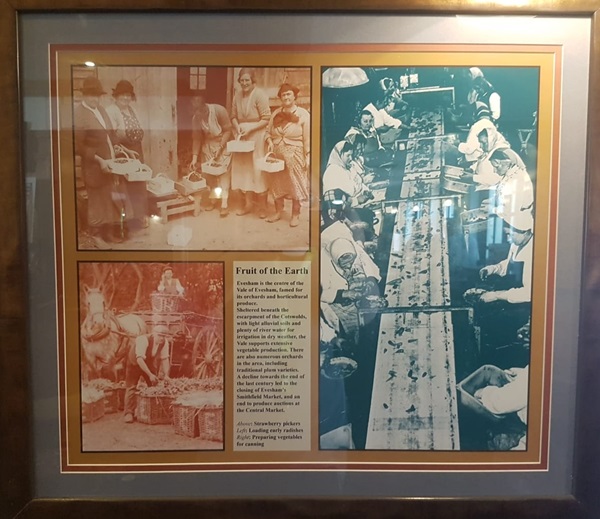 Fruit of the Earth
Evesham is the centre of the
Vale of Evesham, famed for
its orchards and horticultural
produce.
Sheltered beneath the
escarpment of the Cotswolds,
with light alluvial soils and
plenty of river water for
irrigation in dry weather, the
Vale supports extensive
vegetable production. There
are also numerous orchards
in the area, including
traditional plum varieties.
A decline towards the end of
the last century led to the
closing of Evesham's
Smithfield Market, and an
end to produce auctions at
the Central Market.
Above: Strawberry pickers
Left: Loading early radishes
Right: Preparing vegetables
for canning